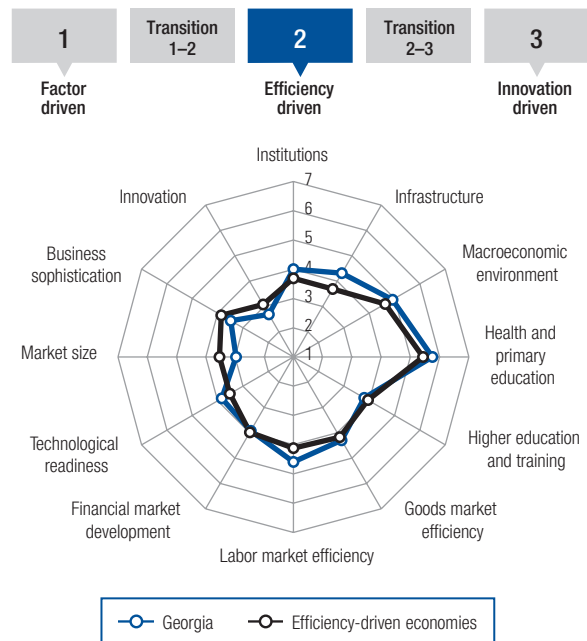 1
Transition
1–2
2
Transition
2–3
3
Factor
driven
Efficiency
driven
Innovation
driven
Institutions
7
6
5
4
3
2
1
Infrastructure
Macroeconomic
environment
Health and
primary
education
Higher education
and training
Goods market
efficiency
Labor market efficiency
Financial market
development
Technological
readiness
Market size
Business
sophistication
Innovation
Georgia
Efficiency-driven economies